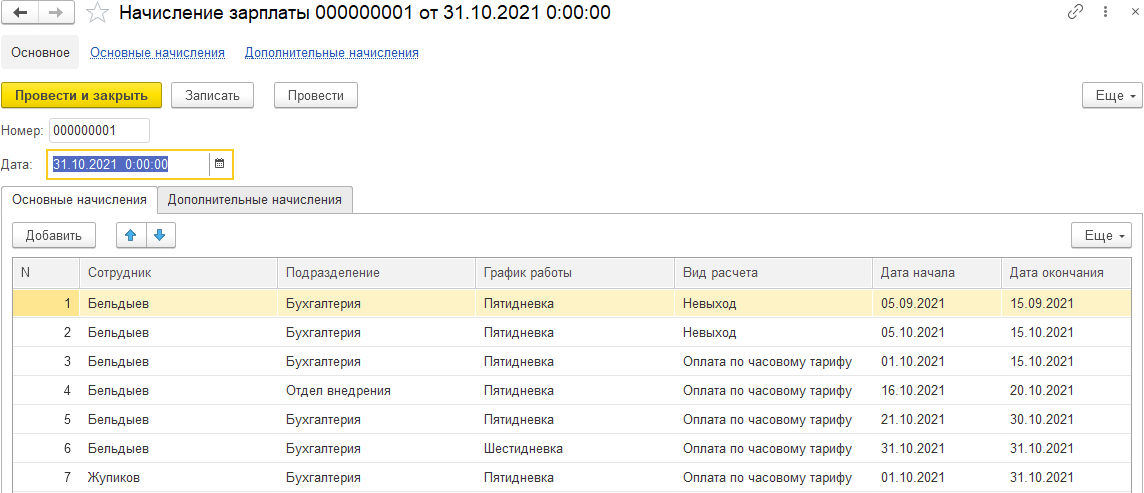 Начисление зарплаты 000000001 от 31.10.2021 0:00:00
Основное Основные начисления Дополнительные начисления
Провести и закрыть Записать Провести Еще
Номер: 000000001
Дата: 31.10.2021 0:00:00
Основные начисления Дополнительные начисления
Добавить Еще
N Сотрудник Подразделение График работы Вид расчета Дата начала Дата окончания
1 Бельдыев Бухгалтерия Пятидневка Невыход 05.09.2021 15.09.2021
2 Бельдыев Бухгалтерия Пятидневка Невыход 05.10.2021 15.10.2021
3 Бельдыев Бухгалтерия Пятидневка Оплата по часовому тарифу 01.10.2021 15.10.2021
4 Бельдыев Отдел внедрения Пятидневка Оплата по часовому тарифу 16.10.2021 20.10.2021
5 Бельдыев Бухгалтерия Пятидневка Оплата по часовому тарифу 21.10.2021 30.10.2021
6 Бельдыев Бухгалтерия Шестидневка Оплата по часовому тарифу 31.10.2021 31.10.2021
7 Жупиков Бухгалтерия Пятидневка Оплата по часовому тарифу 01.10.2021 31.10.2021